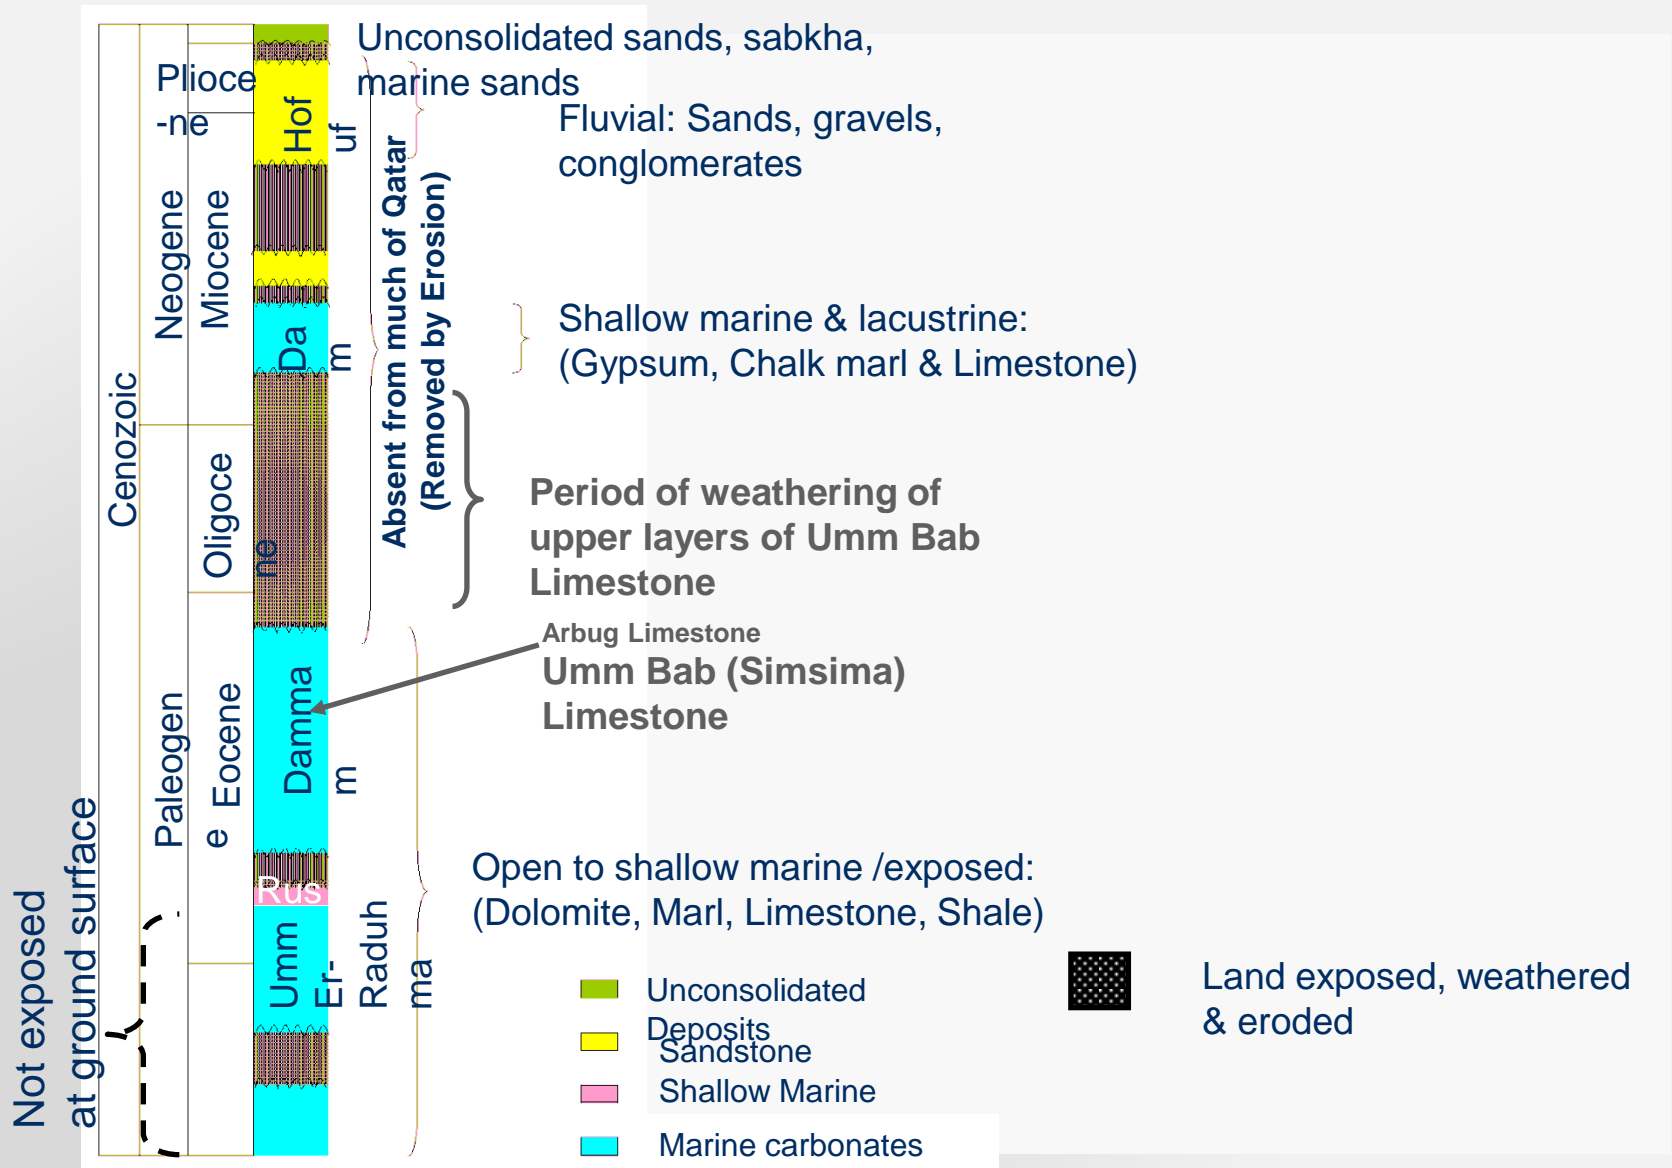 Unconsolidated sands, sabkha,
marine sands
Plioce
-ne
Hof
uf
Fluvial: Sands, gravels,
conglomerates
Absent from much of Qatar
(Removed by Erosion)
Neogene
Miocene
Da
m
Shallow marine & lacustrine:
(Gypsum, Chalk marl & Limestone)
Cenozoic
Oligoce
ne
Period of weathering of
upper layers of Umm Bab
Limestone
Arbug Limestone
Umm Bab (Simsima)
Limestone
Paleogen
e
Eocene
Damma
m
Rus
Open to shallow marine /exposed:
(Dolomite, Marl, Limestone, Shale)
Umm
Er-
Raduh
ma
Not exposed
at ground surface
Unconsolidated
Deposits
Sandstone
Shallow Marine
Marine carbonates
Land exposed, weathered
& eroded